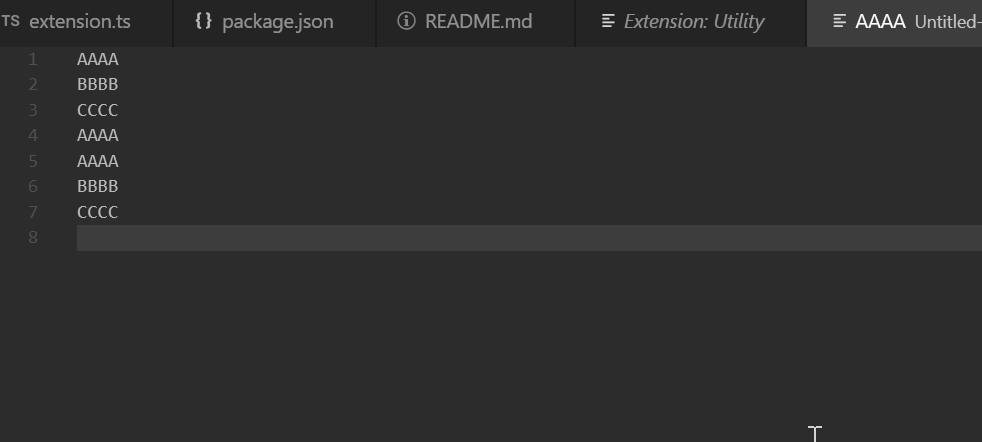 TS extension.ts {} package.json README.md Extension: Utility AAAA Untitled-
1 AAAA
2 BBBB
3 CCCC
4 AAAA
5 AAAA
6 BBBB
7 CCCC
8